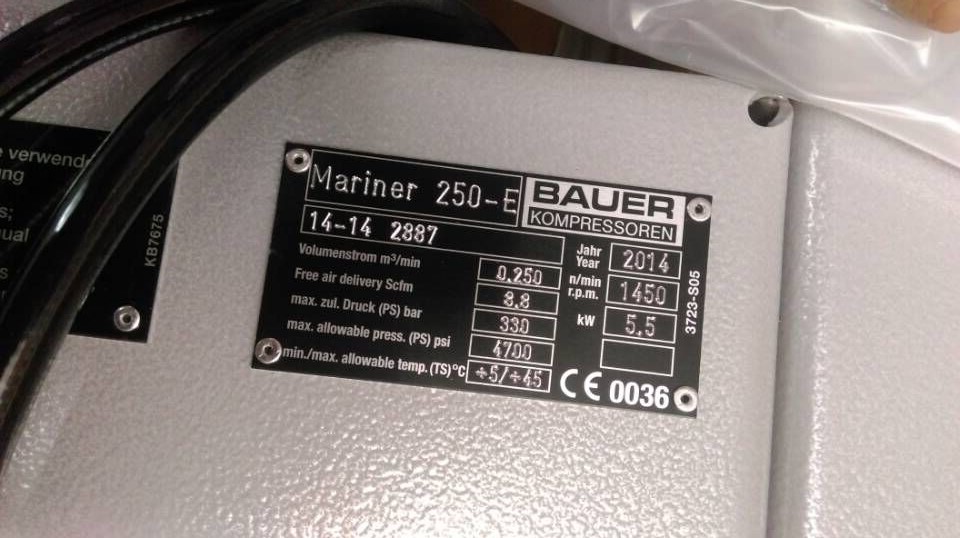 e verwend
ung
s;
nual
s
KB7675
Mariner 250-E
BAUER
KOMPRESSOREN
14-14 2887
Volumenstrom m³/min 0.250
Free air delivery Scfm 8.8
max. zul. Druck (PS) bar 330
max. allowable press. (PS) psi 4700
min./max. allowable temp. (TS) °C +5/+45
Jahr
Year 2014
n/min
r.p.m. 1450
kW 5.5
CE 0036
3723-S05